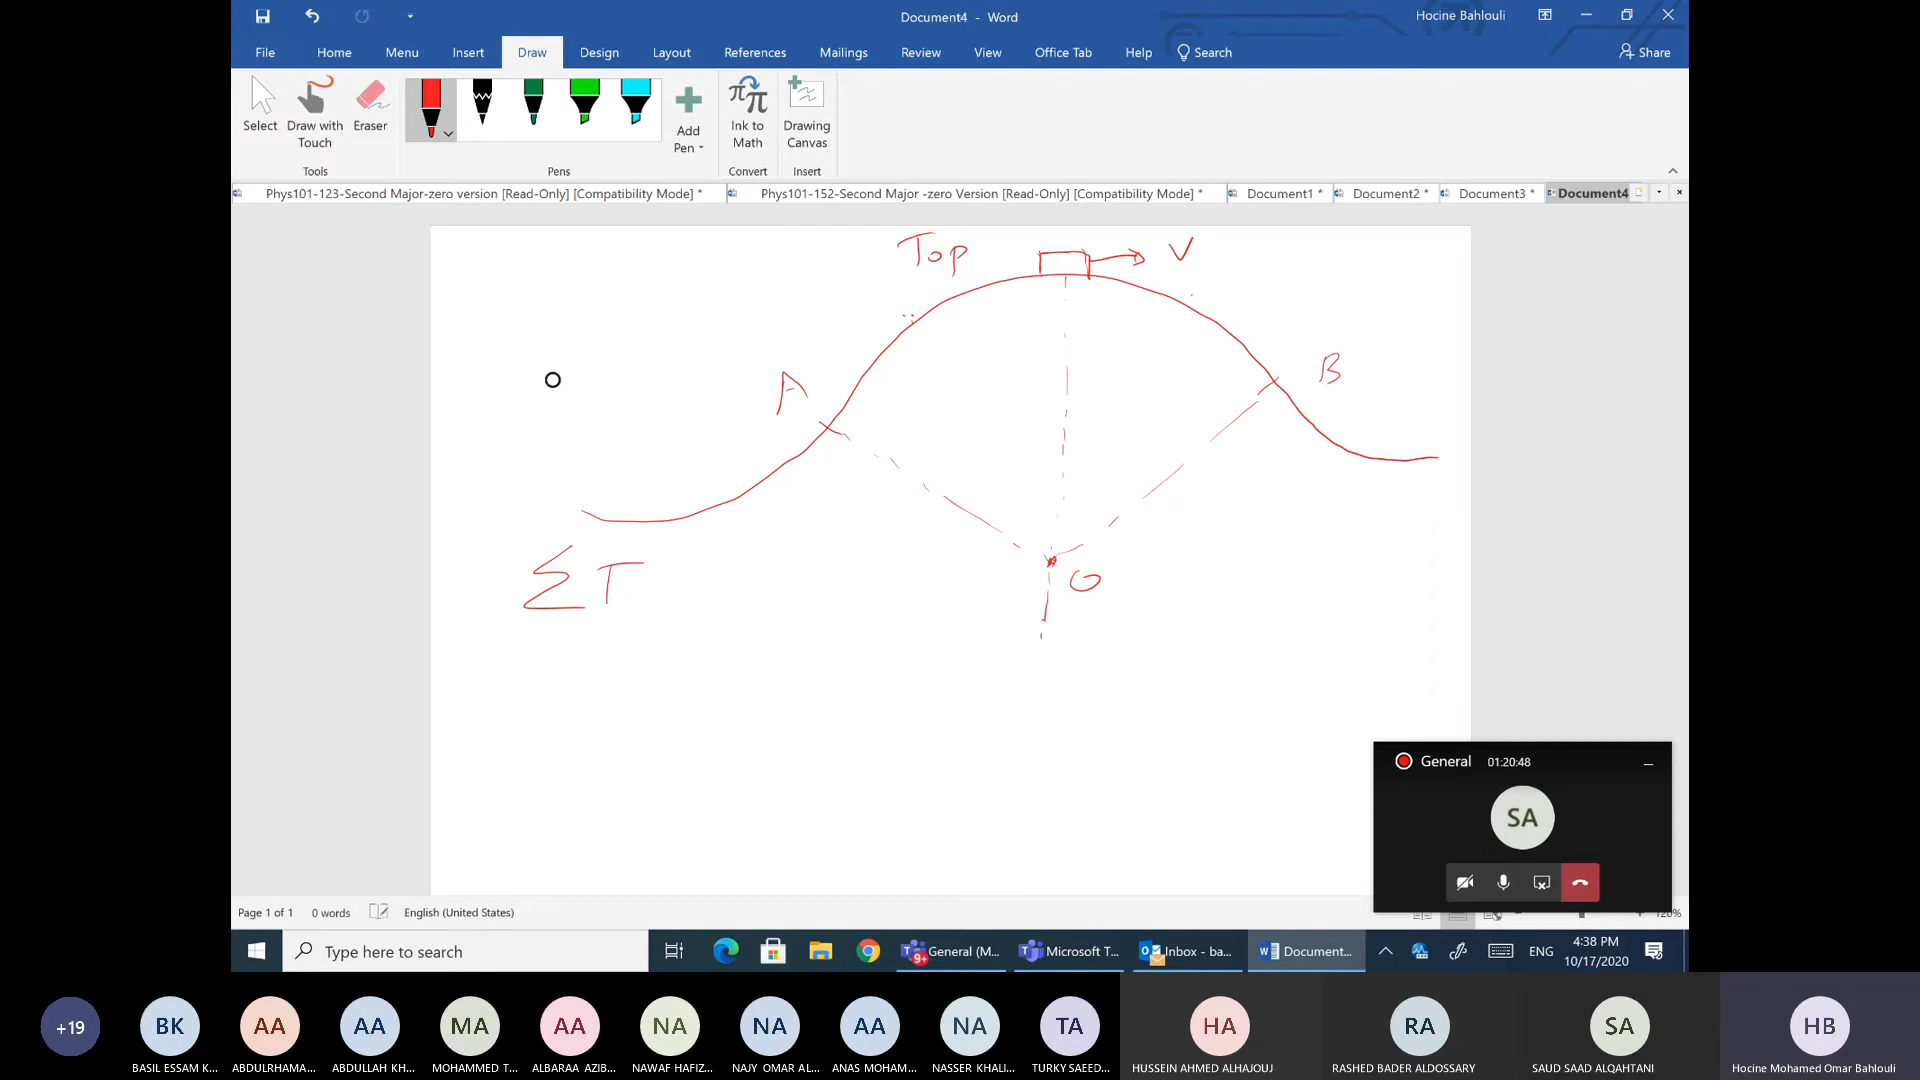 Document4 - Word
Hocine Bahlouli
File Home Menu Insert Draw Design Layout References Mailings Review View Office Tab Help Search Share
Select
Draw with Touch
Eraser
Add Pen
Ink to Math
Drawing Canvas
Tools Pens Convert Insert
Phys101-123-Second Major-zero version [Read-Only] [Compatibility Mode] *
Phys101-152-Second Major -zero Version [Read-Only] [Compatibility Mode] *
Document1 * Document2 * Document3 * Document4
Top V
A B
O
Σ
General 01:20:48
SA
Page 1 of 1 0 words English (United States) 120%
Type here to search
General (M... Microsoft T... Inbox - ba... Document... ENG
9+
4:38 PM
10/17/2020
+19 BK AA AA MA AA NA NA AA NA TA HA RA SA HB
BASIL ESSAM K... ABDULRHAMA... ABDULLAH KH... MOHAMMED T... ALBARAA AZIB... NAWAF HAFIZ... NAJY OMAR AL... ANAS MOHAM... NASSER KHALI... TURKY SAEED... HUSSEIN AHMED ALHAJOUJ RASHED BADER ALDOSSARY SAUD SAAD ALQAHTANI Hocine Mohamed Omar Bahlouli